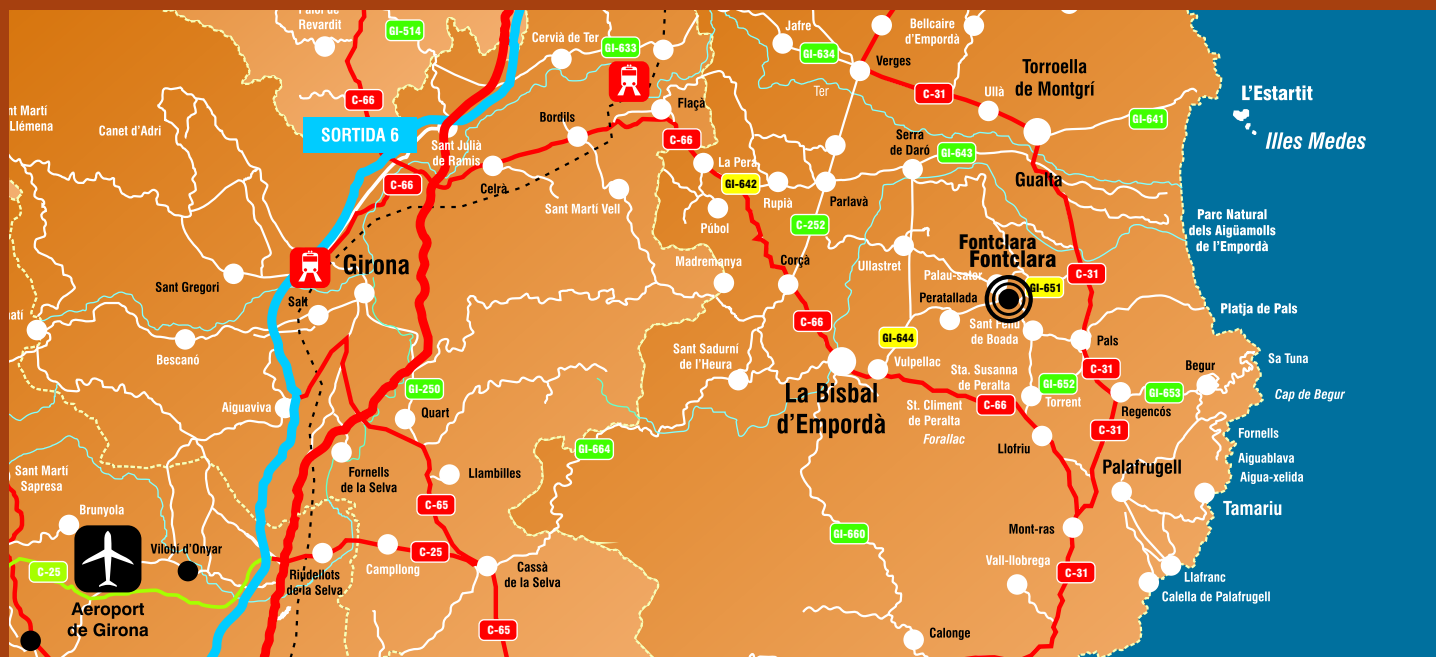 Palol de
Revardit
GI-514
Cervià de Ter
GI-633
Jafre
GI-634
Bellcaire
d'Empordà
Verges
Torroella
de Montgrí
C-66
C-31
Ullà
L'Estartit
Ter
nt Martí
Llémena
Canet d'Adri
SORTIDA 6
Bordils
Flaçà
GI-641
Illes Medes
Sant Julià
de Ramis
C-66
Serra
de Daró
GI-643
La Pera
C-66
Celrà
GI-642
Gualta
Rupià
Parlavà
Sant Martí Vell
Púbol
C-252
Parc Natural
dels Aigüamolls
de l'Empordà
Fontclara
Fontclara
Girona
Madremanya
Corçà
Ullastret
Palau-sator
C-31
Sant Gregori
GI-651
Salt
Peratallada
Platja de Pals
atí
C-66
Sant Feliu
de Boada
GI-644
Pals
Bescanó
Sant Sadurní
de l'Heura
Vulpellac
Sa Tuna
C-31
Begur
Sta. Susanna
de Peralta
GI-250
GI-652
GI-653
Cap de Begur
La Bisbal
d'Empordà
Torrent
Aiguaviva
Quart
St. Climent
de Peralta
C-66
Regencós
Forallac
C-31
Fornells
GI-664
Llofriu
Aiguablava
Sant Martí
Sapresa
Fornells
de la Selva
Llambilles
Palafrugell
Aigua-xelida
C-65
Tamariu
Brunyola
Mont-ras
GI-660
Vilobí d'Onyar
C-25
Vall-llobrega
Campllong
C-25
Riudellots
de la Selva
Cassà
de la Selva
C-31
Llafranc
Calella de Palafrugell
Aeroport
de Girona
C-65
Calonge